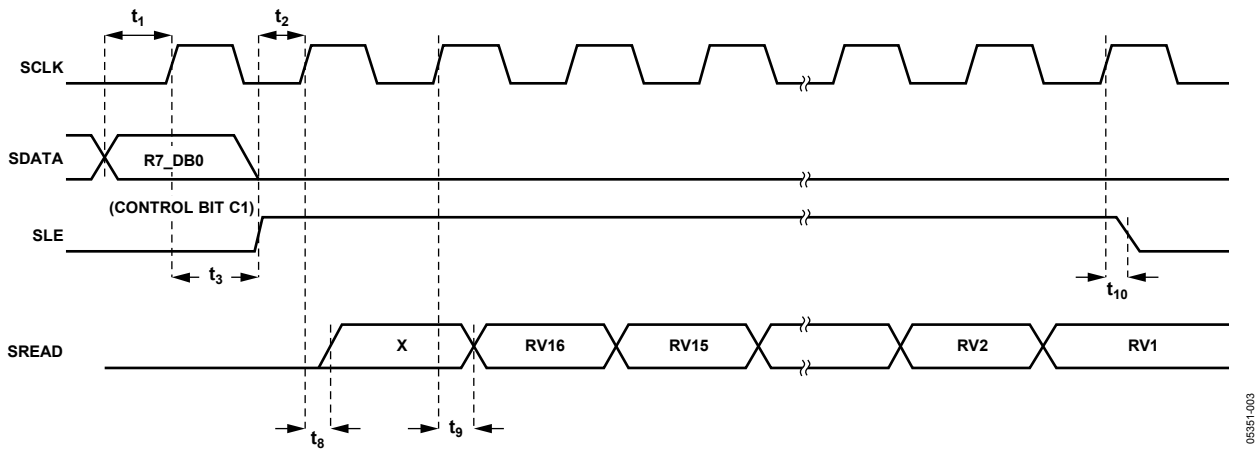 t1 t2
SCLK
SDATA R7_DB0
(CONTROL BIT C1)
SLE
t3 t10
SREAD X RV16 RV15 RV2 RV1
t8 t9
05351-003